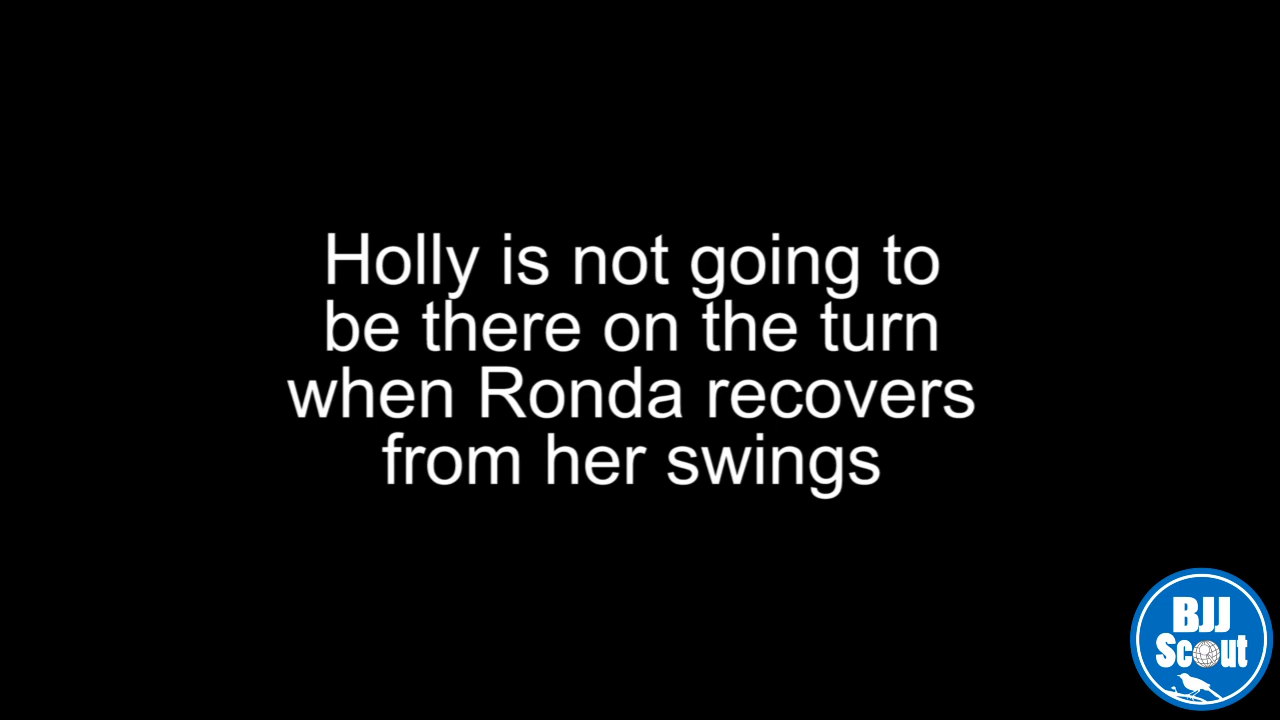 Holly is not going to
be there on the turn
when Ronda recovers
from her swings
BJJ
Scout